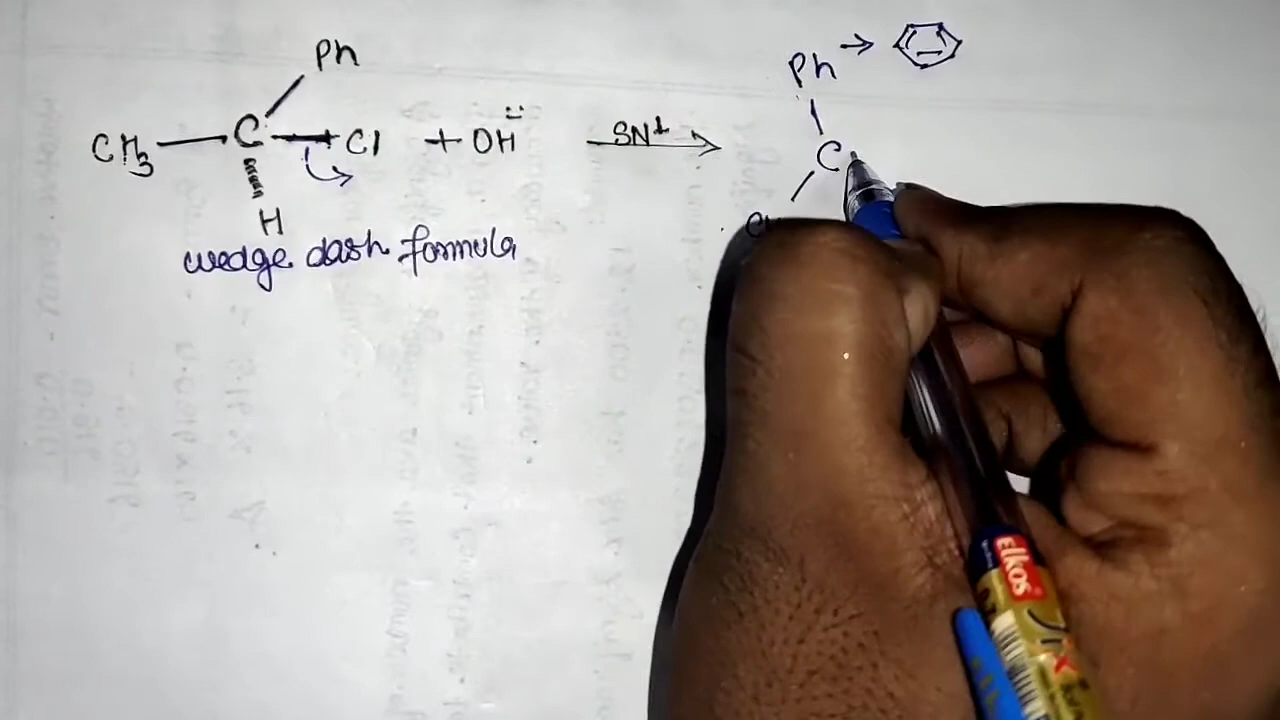 Ph
CH3 — C — Cl + OH SN1 →
H
wedge dash formula
Ph →
C
elkos